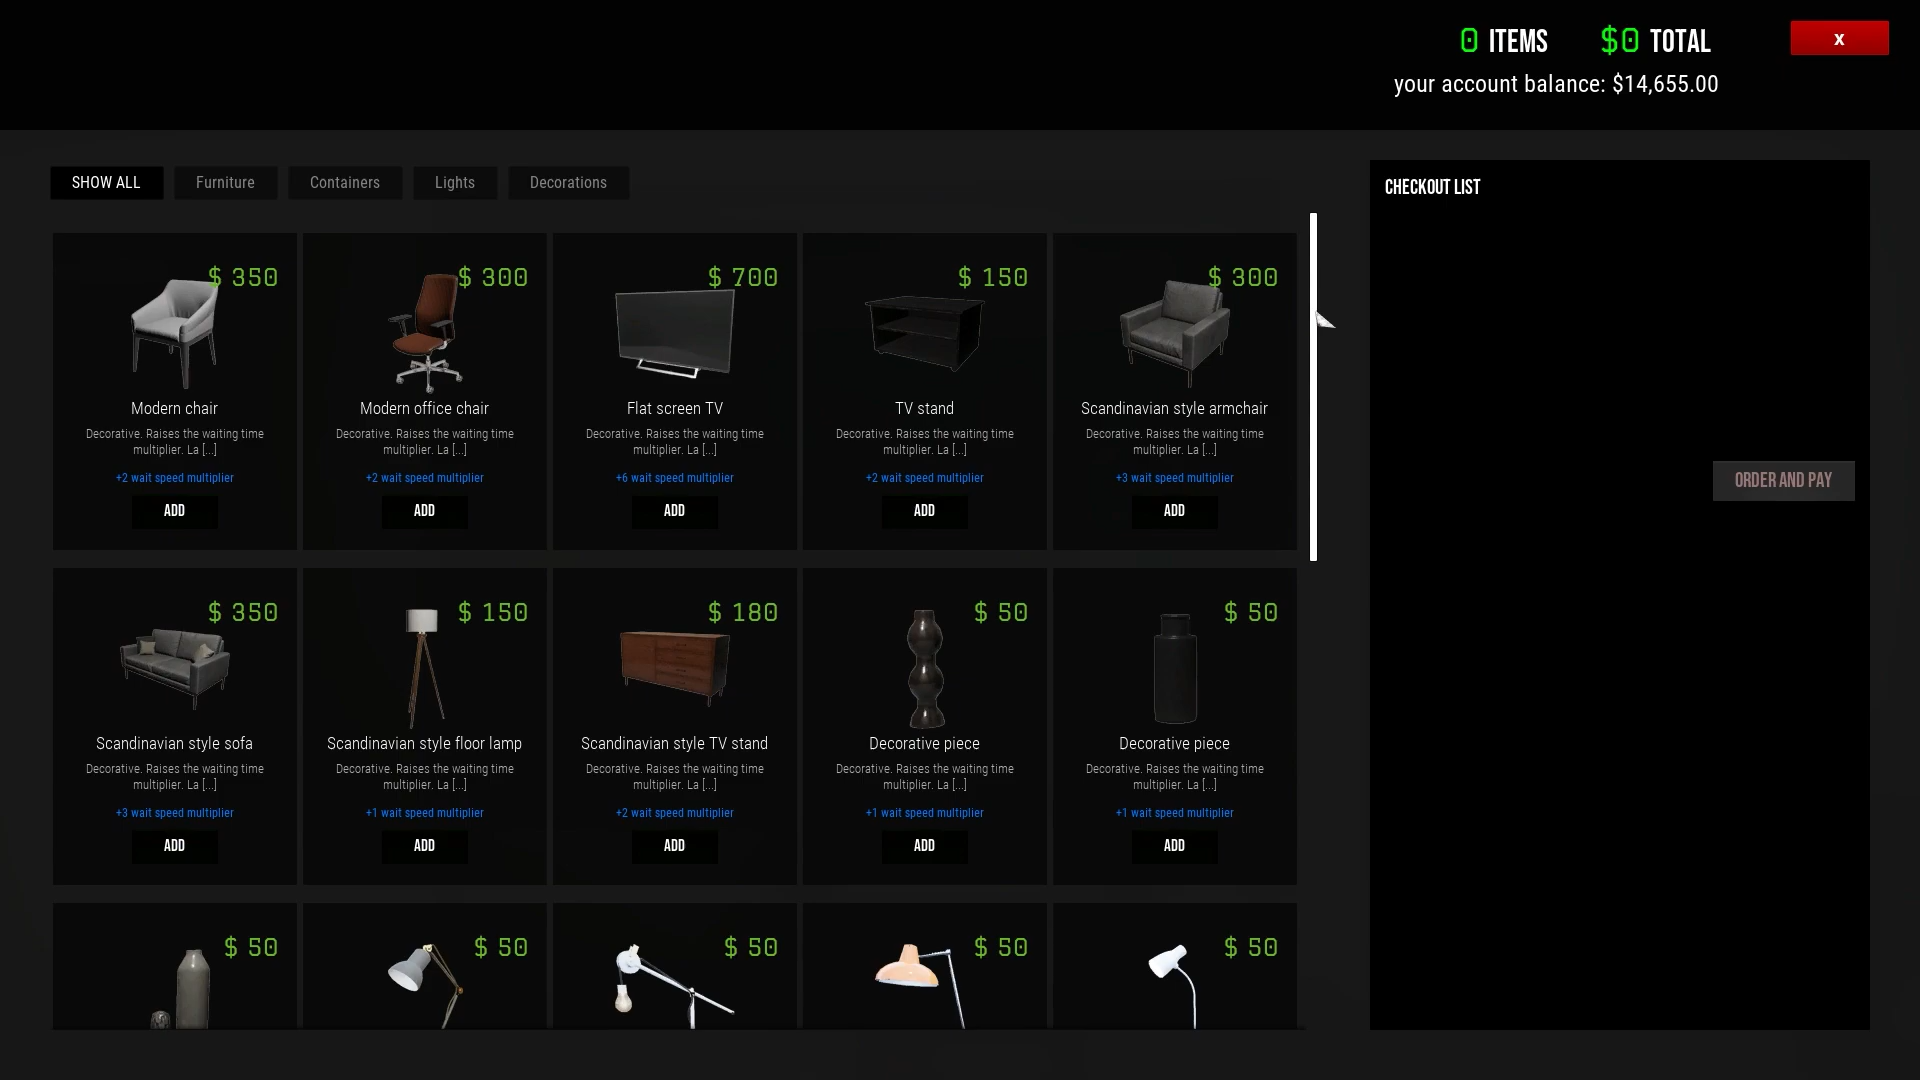 0 ITEMS $0 TOTAL
x
your account balance: $14,655.00
SHOW ALL
Furniture
Containers
Lights
Decorations
CHECKOUT LIST
ORDER AND PAY
$ 350
Modern chair
Decorative. Raises the waiting time
multiplier. La [...]
+2 wait speed multiplier
ADD
$ 300
Modern office chair
Decorative. Raises the waiting time
multiplier. La [...]
+2 wait speed multiplier
ADD
$ 700
Flat screen TV
Decorative. Raises the waiting time
multiplier. La [...]
+6 wait speed multiplier
ADD
$ 150
TV stand
Decorative. Raises the waiting time
multiplier. La [...]
+2 wait speed multiplier
ADD
$ 300
Scandinavian style armchair
Decorative. Raises the waiting time
multiplier. La [...]
+3 wait speed multiplier
ADD
$ 350
Scandinavian style sofa
Decorative. Raises the waiting time
multiplier. La [...]
+3 wait speed multiplier
ADD
$ 150
Scandinavian style floor lamp
Decorative. Raises the waiting time
multiplier. La [...]
+1 wait speed multiplier
ADD
$ 180
Scandinavian style TV stand
Decorative. Raises the waiting time
multiplier. La [...]
+2 wait speed multiplier
ADD
$ 50
Decorative piece
Decorative. Raises the waiting time
multiplier. La [...]
+1 wait speed multiplier
ADD
$ 50
Decorative piece
Decorative. Raises the waiting time
multiplier. La [...]
+1 wait speed multiplier
ADD
$ 50
$ 50
$ 50
$ 50
$ 50